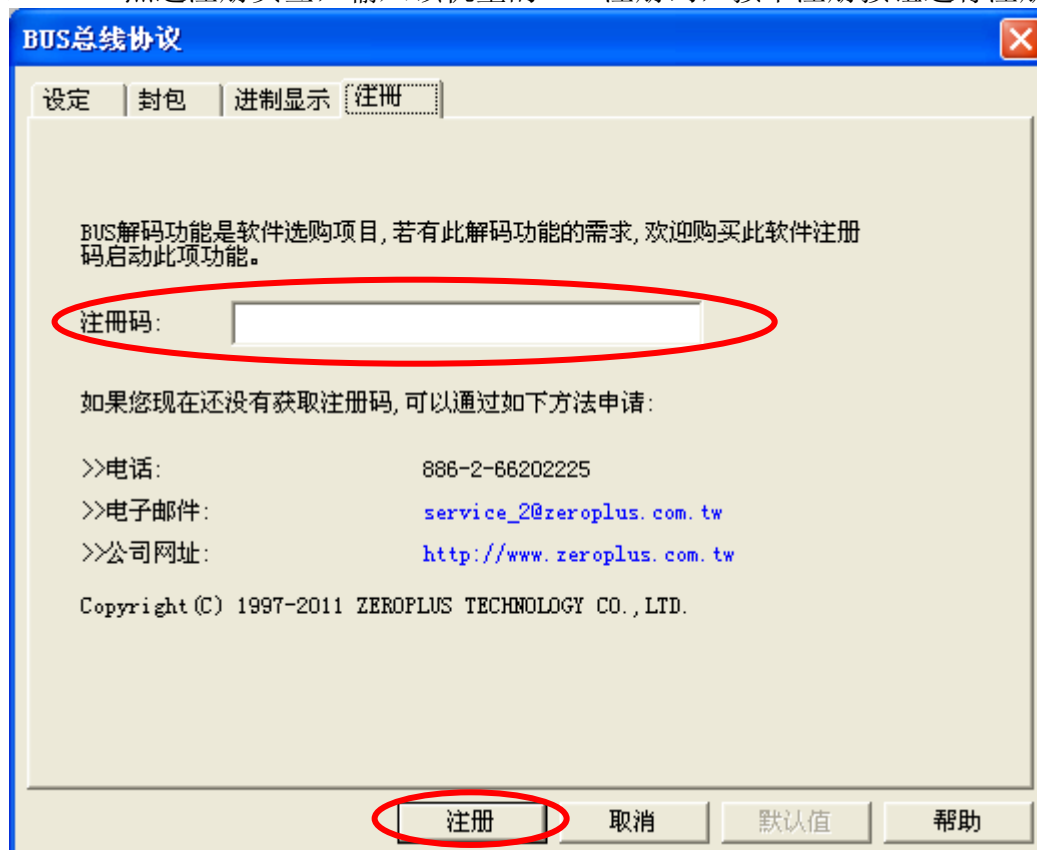 BUS总线协议
设定 封包 进制显示 注册
BUS解码功能是软件选购项目,若有此解码功能的需求,欢迎购买此软件注册
码启动此项功能。
注册码:
如果您现在还没有获取注册码,可以通过如下方法申请:
>>电话: 886-2-66202225
>>电子邮件: service_2@zeroplus.com.tw
>>公司网址: http://www.zeroplus.com.tw
Copyright(C) 1997-2011 ZEROPLUS TECHNOLOGY CO.,LTD.
注册 取消 默认值 帮助